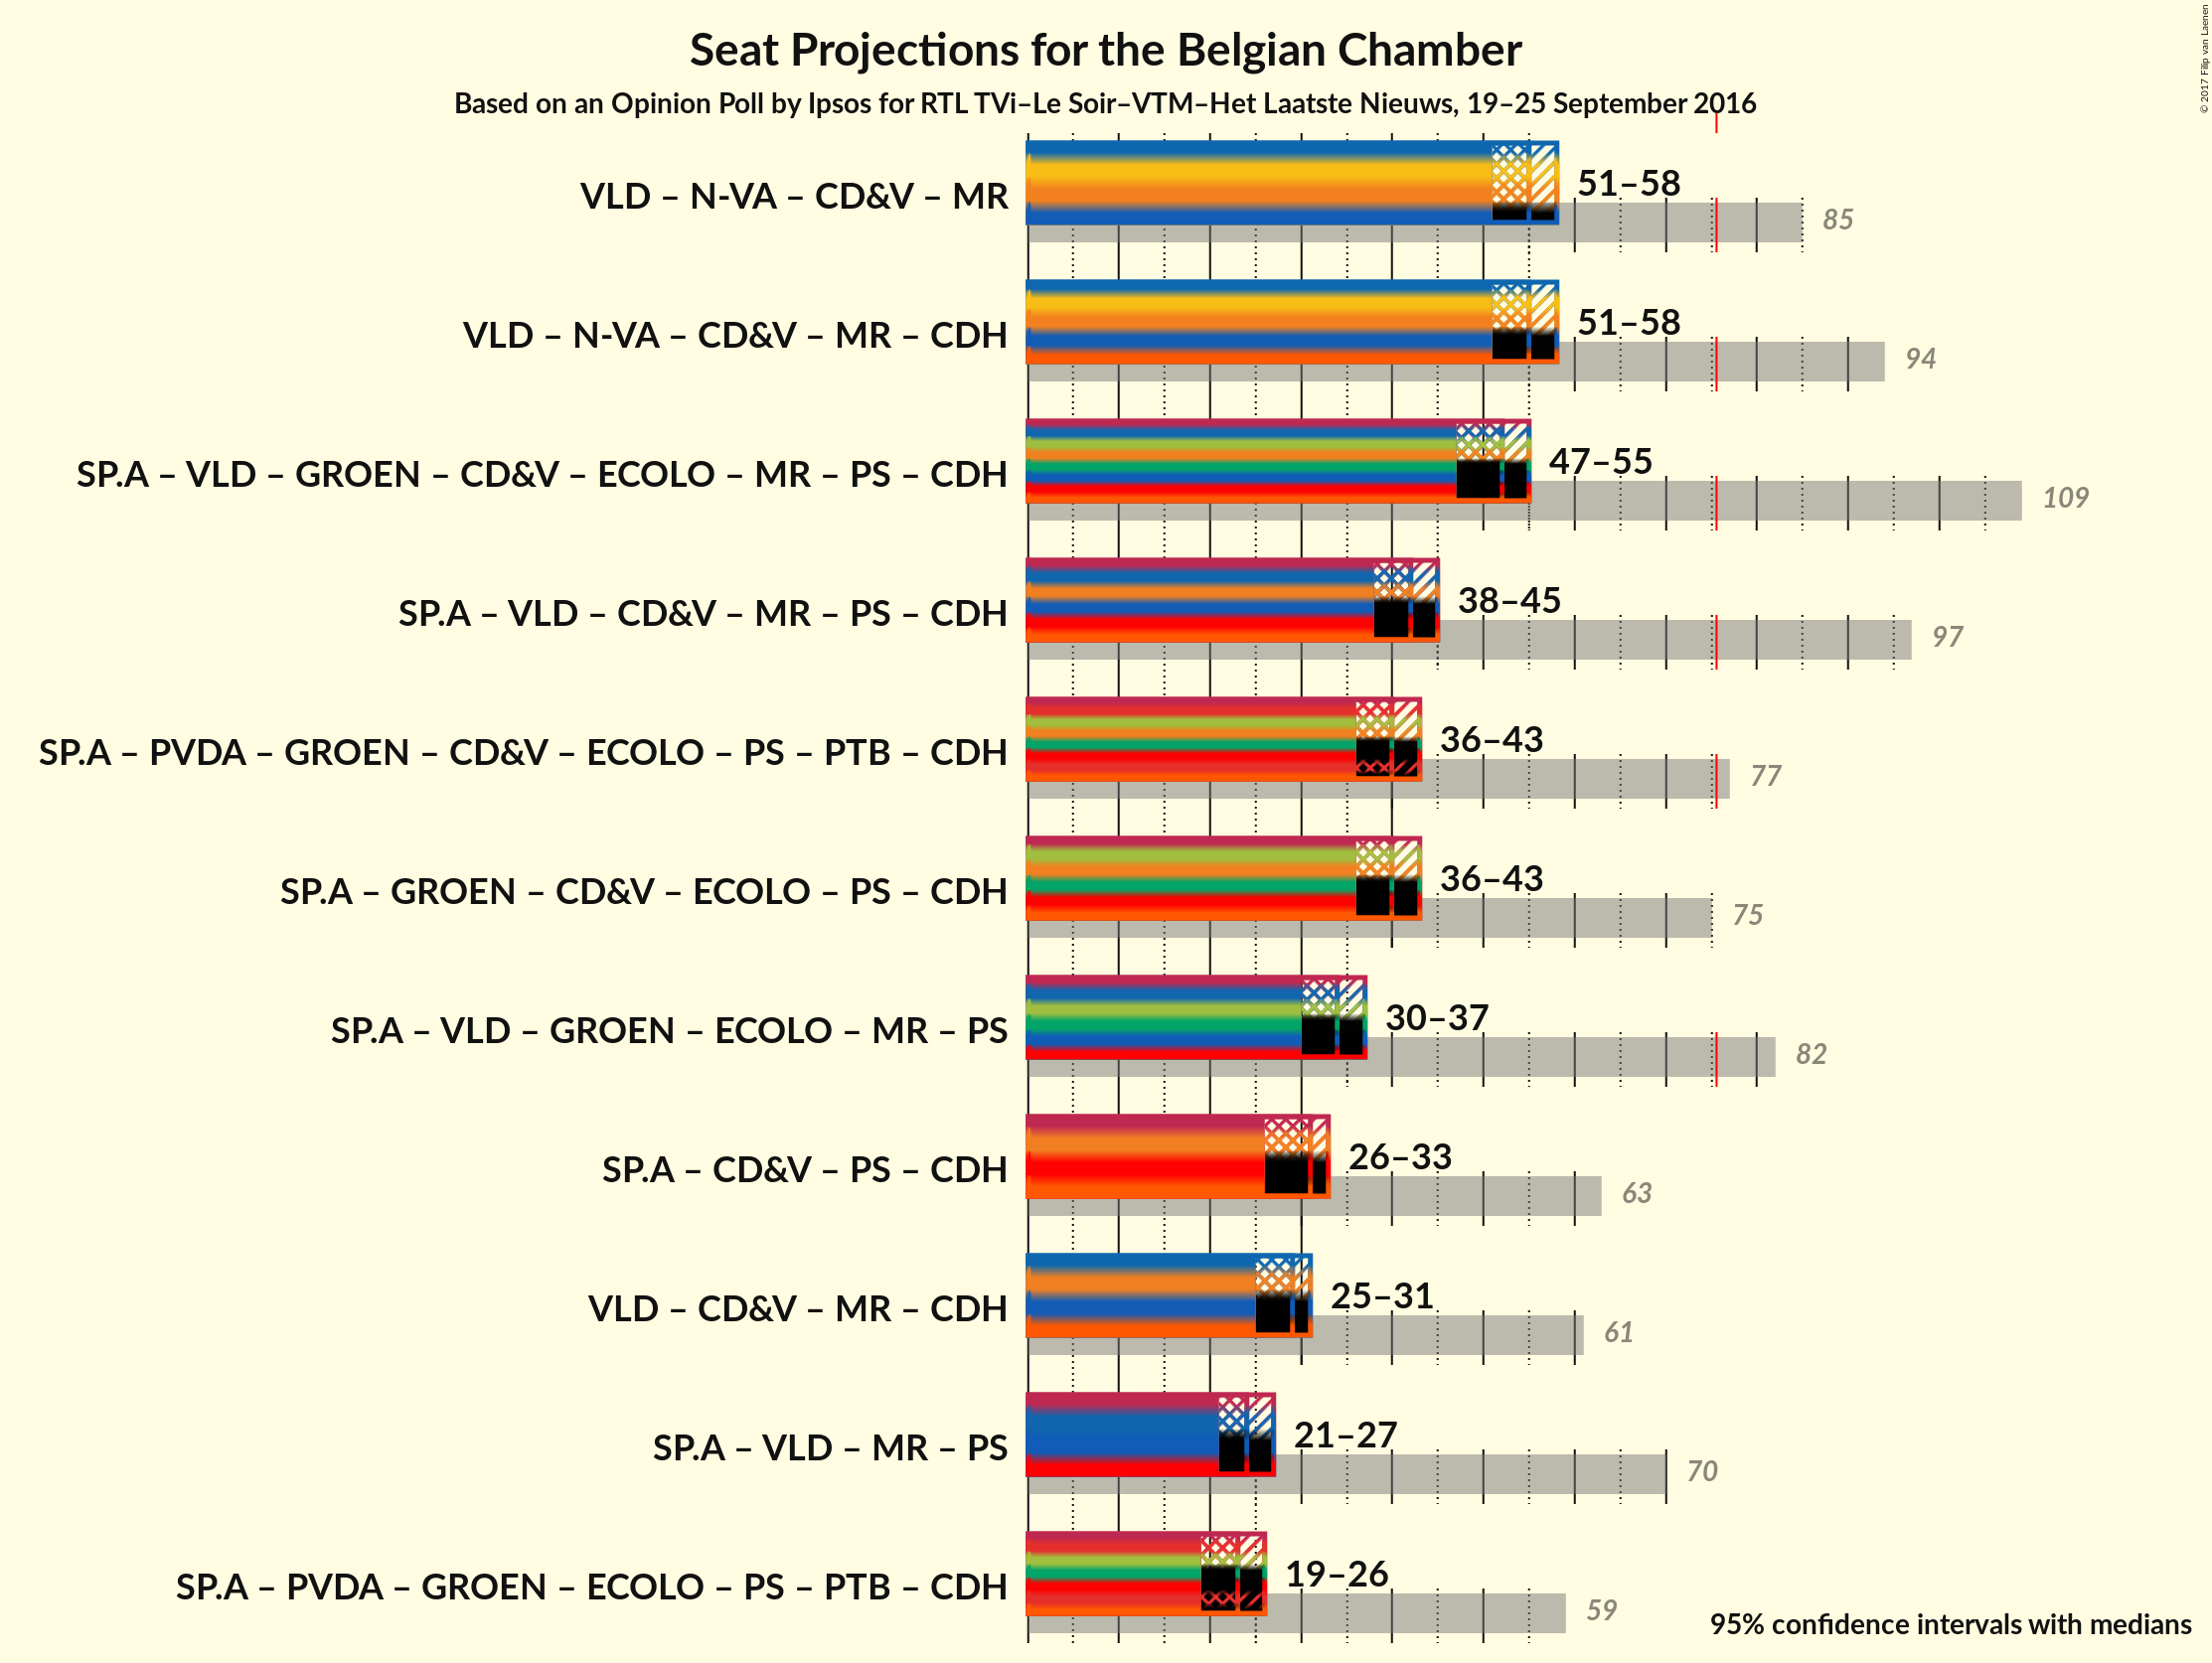 Seat Projections for the Belgian Chamber
Based on an Opinion Poll by Ipsos for RTL TVi–Le Soir–VTM–Het Laatste Nieuws, 19–25 September 2016
© 2017 Filip van Laenen
VLD – N-VA – CD&V – MR
51–58
85
VLD – N-VA – CD&V – MR – CDH
51–58
94
SP.A – VLD – GROEN – CD&V – ECOLO – MR – PS – CDH
47–55
109
SP.A – VLD – CD&V – MR – PS – CDH
38–45
97
SP.A – PVDA – GROEN – CD&V – ECOLO – PS – PTB – CDH
36–43
77
SP.A – GROEN – CD&V – ECOLO – PS – CDH
36–43
75
SP.A – VLD – GROEN – ECOLO – MR – PS
30–37
82
SP.A – CD&V – PS – CDH
26–33
63
VLD – CD&V – MR – CDH
25–31
61
SP.A – VLD – MR – PS
21–27
70
SP.A – PVDA – GROEN – ECOLO – PS – PTB – CDH
19–26
59
95% confidence intervals with medians